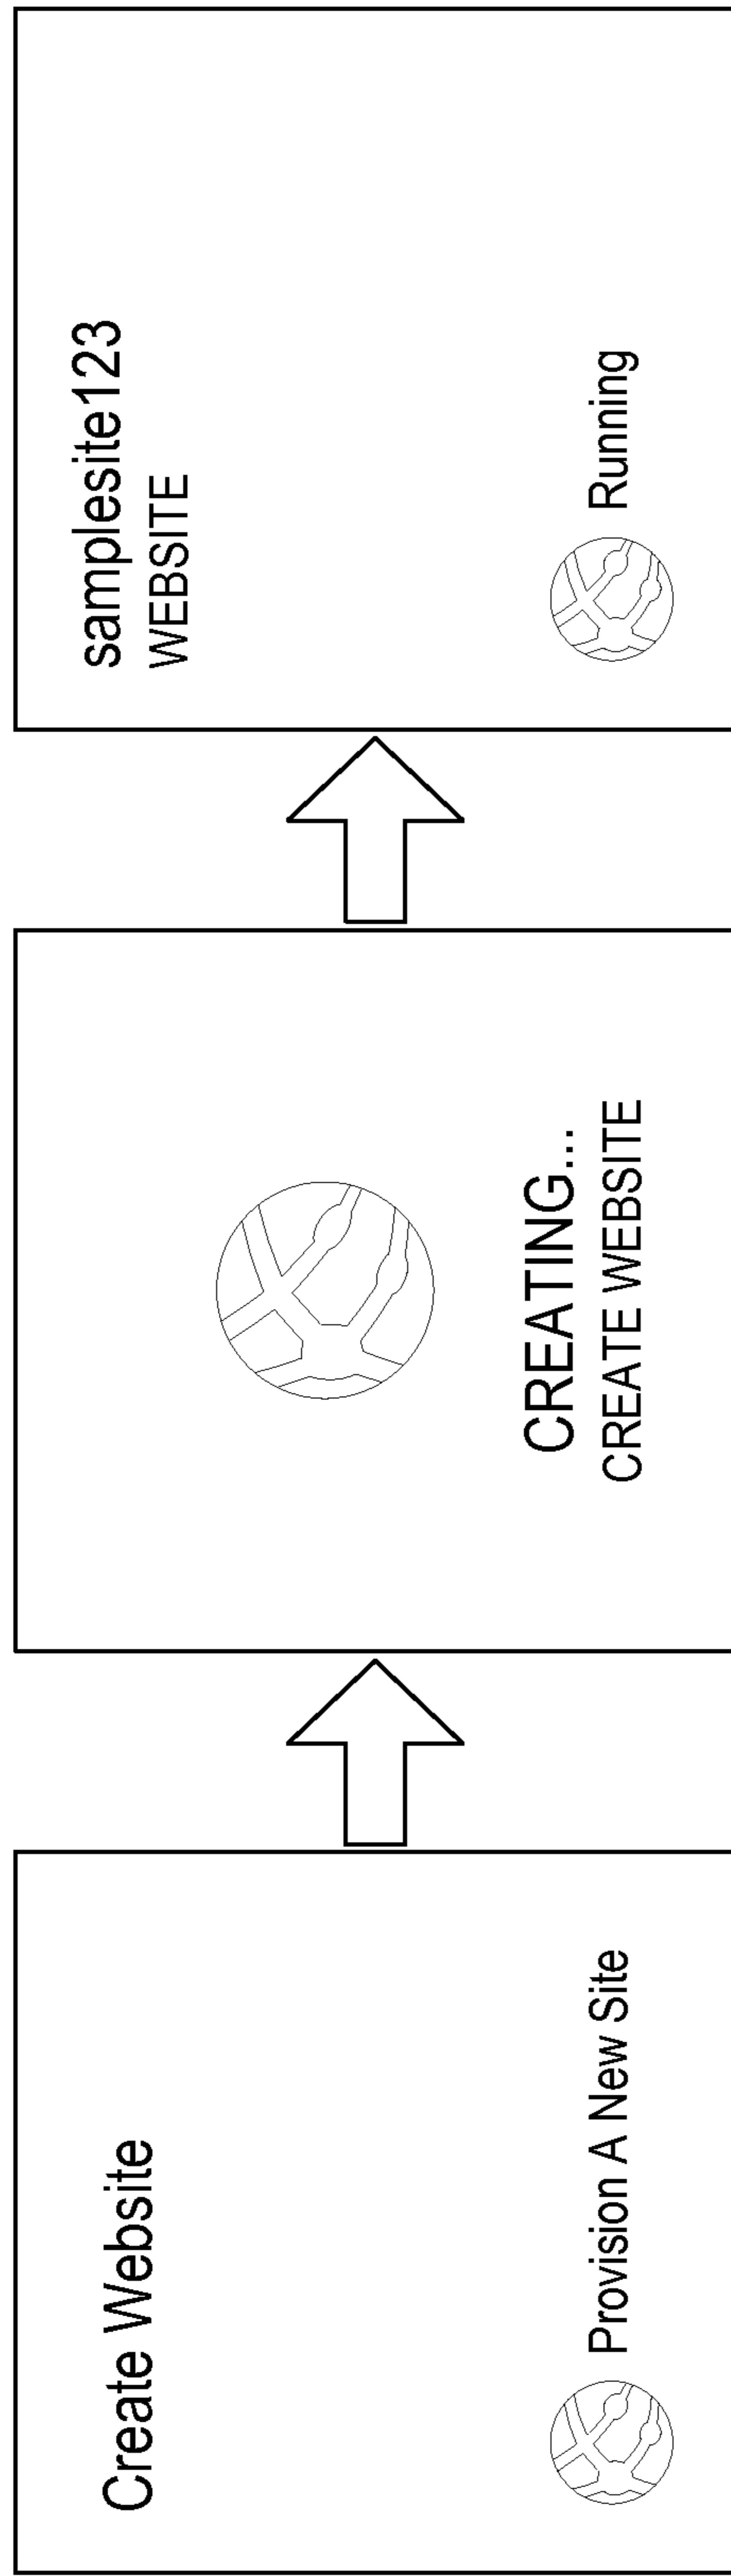 Create Website
Provision A New Site
CREATING...
CREATE WEBSITE
samplesite123
WEBSITE
Running